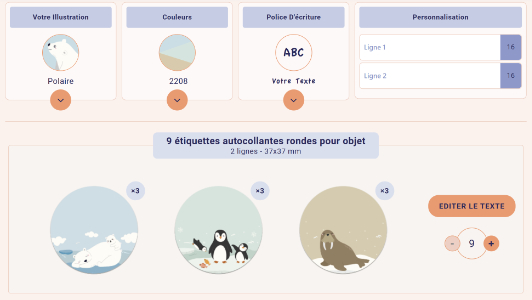 Votre Illustration
Couleurs
Police D'écriture
Personnalisation
ABC
Ligne 1
16
Polaire
2208
Votre Texte
Ligne 2
16
9 étiquettes autocollantes rondes pour objet
2 lignes - 37x37 mm
×3
×3
×3
EDITER LE TEXTE
- 9 +